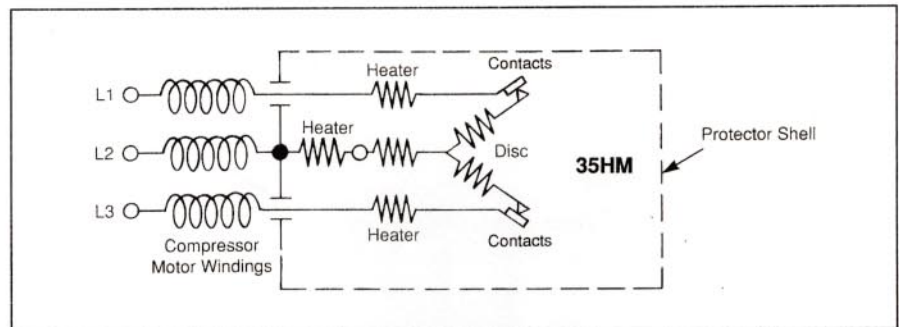 Contacts
Heater
L1
Heater
Protector Shell
L2
Disc
35HM
L3
Heater
Contacts
Compressor
Motor Windings